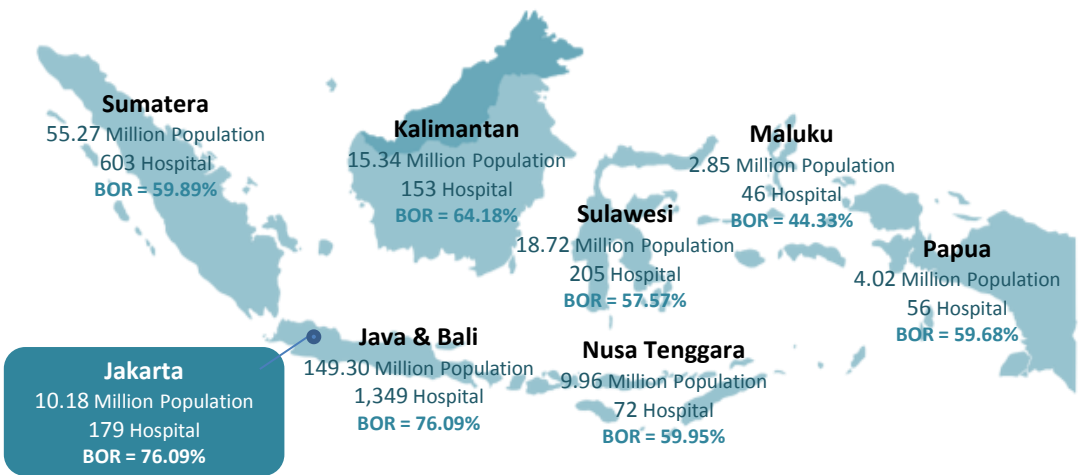 Sumatera
55.27 Million Population
603 Hospital
BOR = 59.89%
Kalimantan
15.34 Million Population
153 Hospital
BOR = 64.18%
Maluku
2.85 Million Population
46 Hospital
BOR = 44.33%
Sulawesi
18.72 Million Population
205 Hospital
BOR = 57.57%
Papua
4.02 Million Population
56 Hospital
BOR = 59.68%
Jakarta
10.18 Million Population
179 Hospital
BOR = 76.09%
Java & Bali
149.30 Million Population
1,349 Hospital
BOR = 76.09%
Nusa Tenggara
9.96 Million Population
72 Hospital
BOR = 59.95%